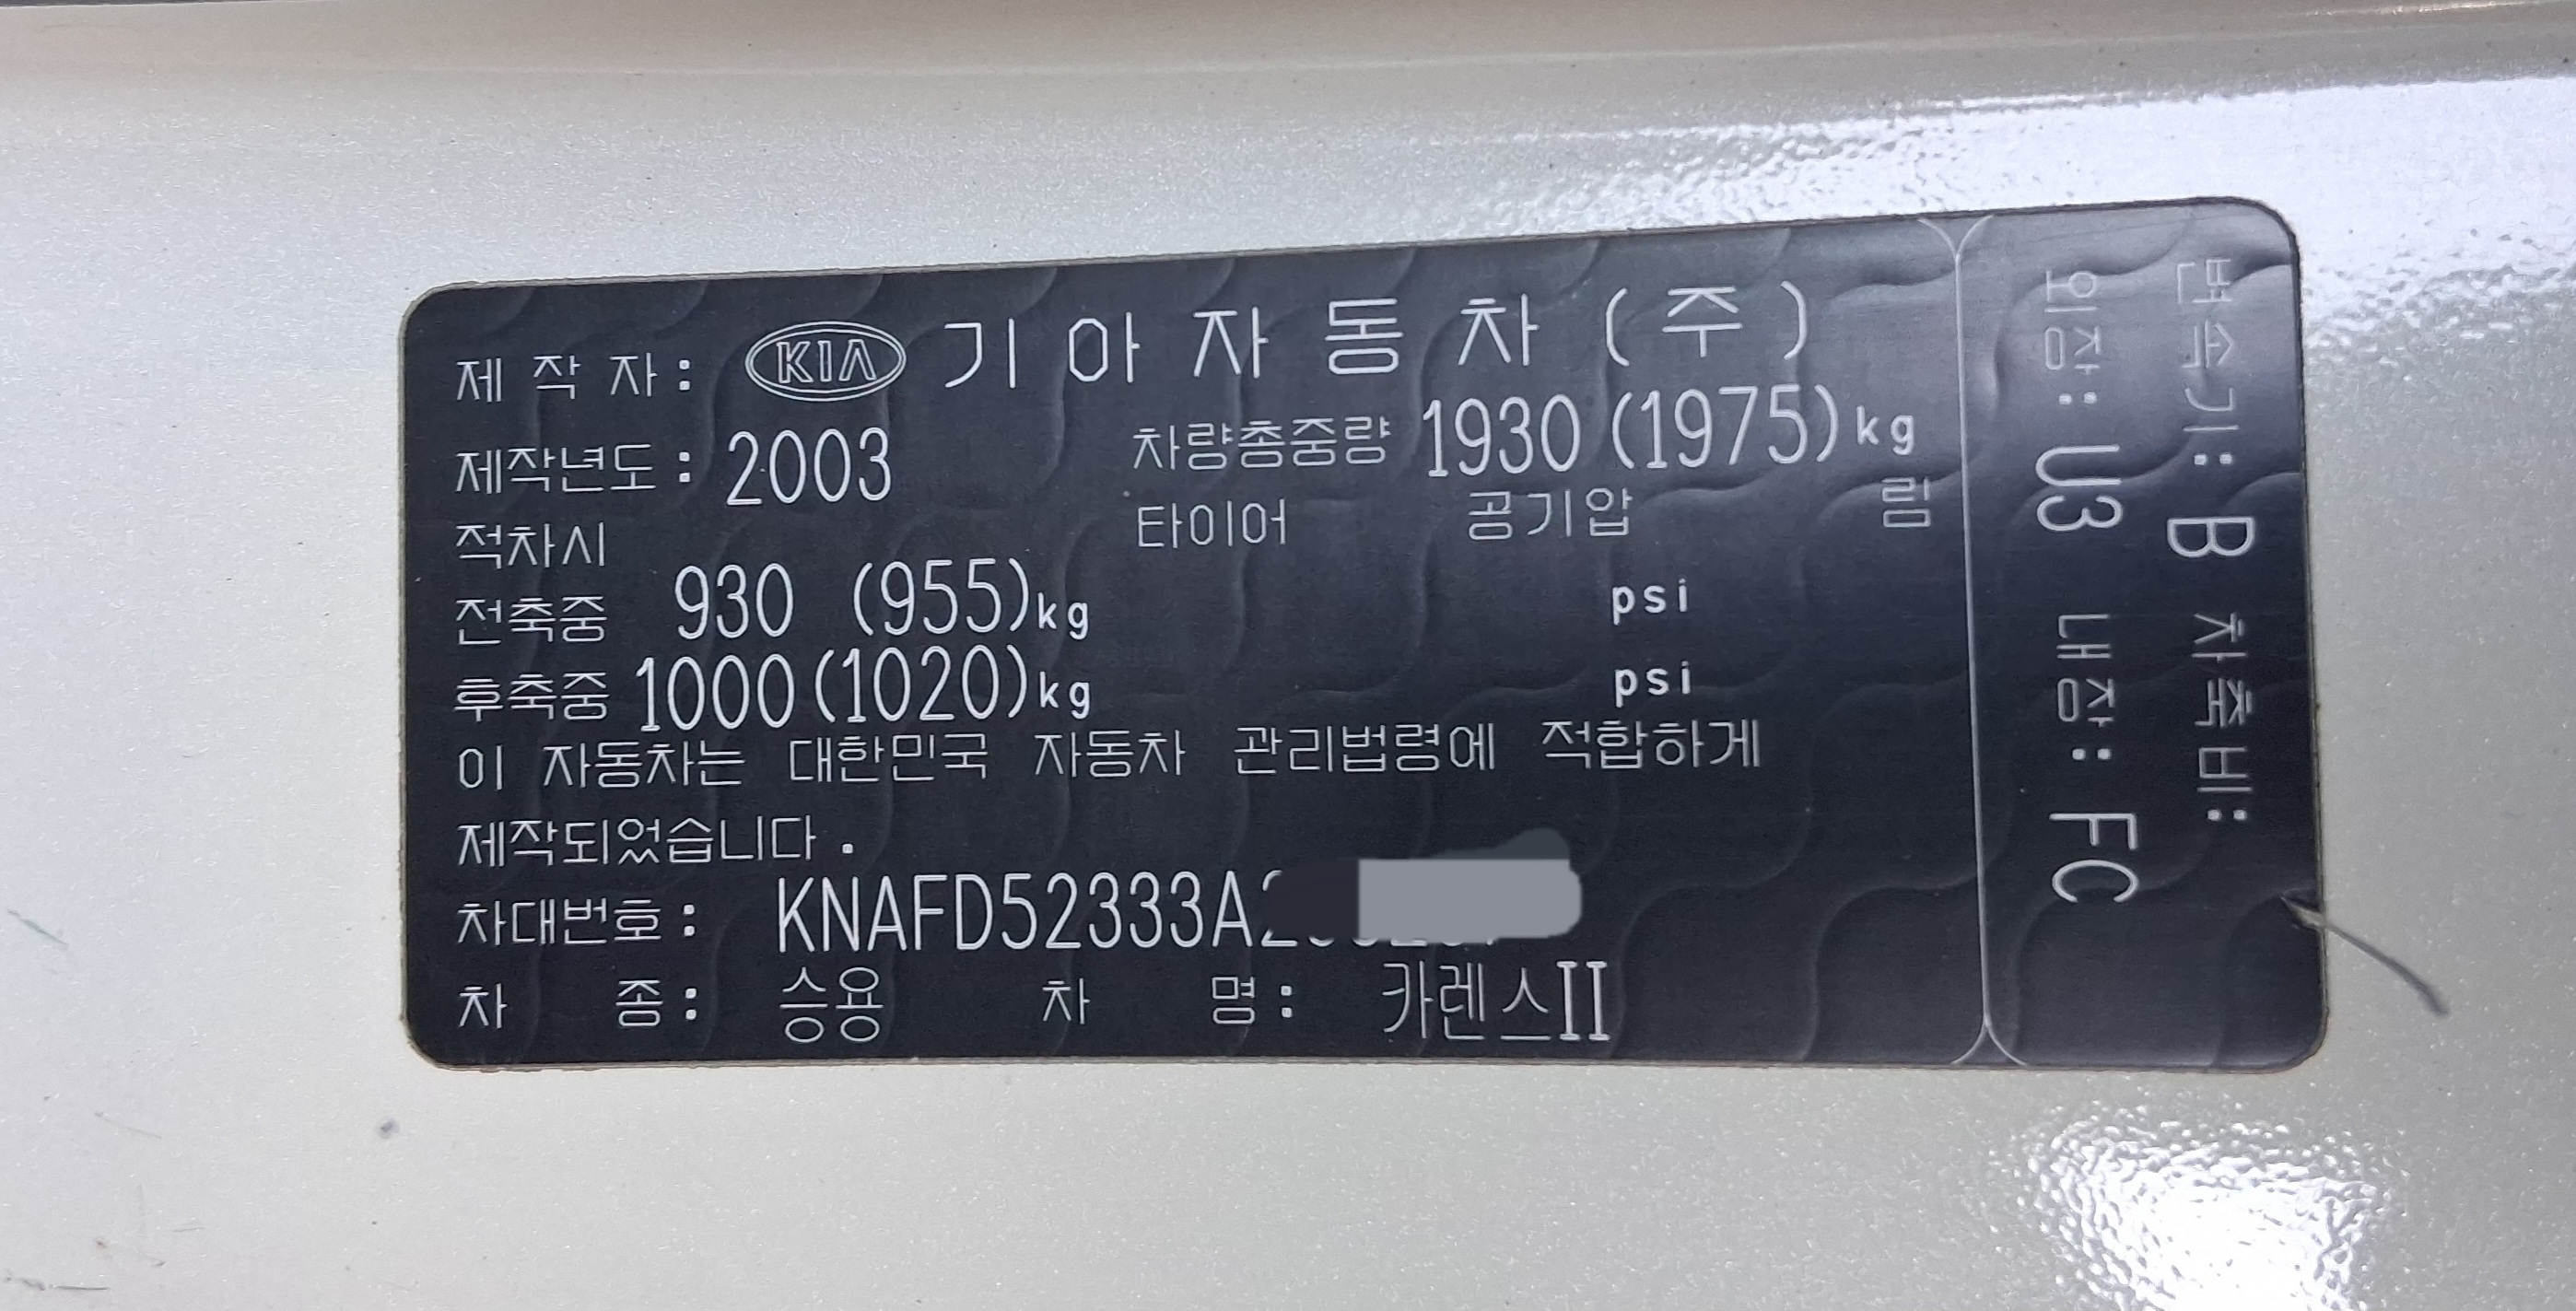 제 작 자 : KIA 기 아 자 동 차 ( 주 )
제작년도 : 2003 차량총중량 1930 (1975) kg
적차시 타이어 공기압 림
전축중 930 (955)kg psi
후축중 1000 (1020)kg psi
이 자동차는 대한민국 자동차 관리법령에 적합하게
제작되었습니다 .
차대번호 : KNAFD52333A
차 종 : 승용 차 명 : 카렌스II
변속기 : B 차축비 :
외장 : U3 내장 : FC